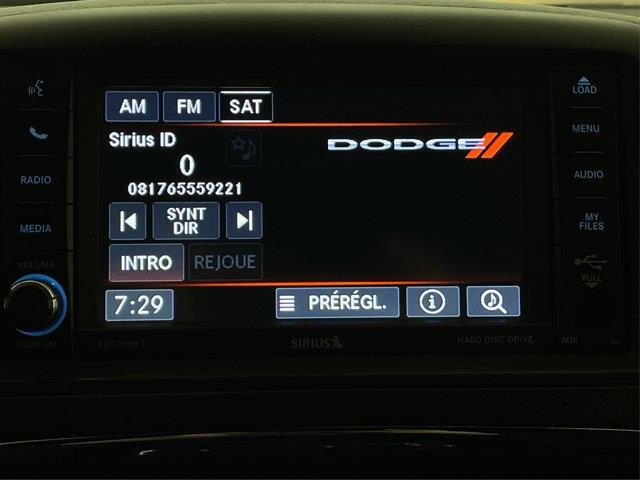 AM FM SAT
LOAD
Sirius ID
DODGE
MENU
0
081765559221
RADIO
AUDIO
SYNT
DIR
MEDIA
MY
FILES
INTRO REJOUE
VOLUME
PULL
7:29 PRÉRÉGL.
PUSH ON ANTITHEFT SIRIUS HARD DISC DRIVE AUX